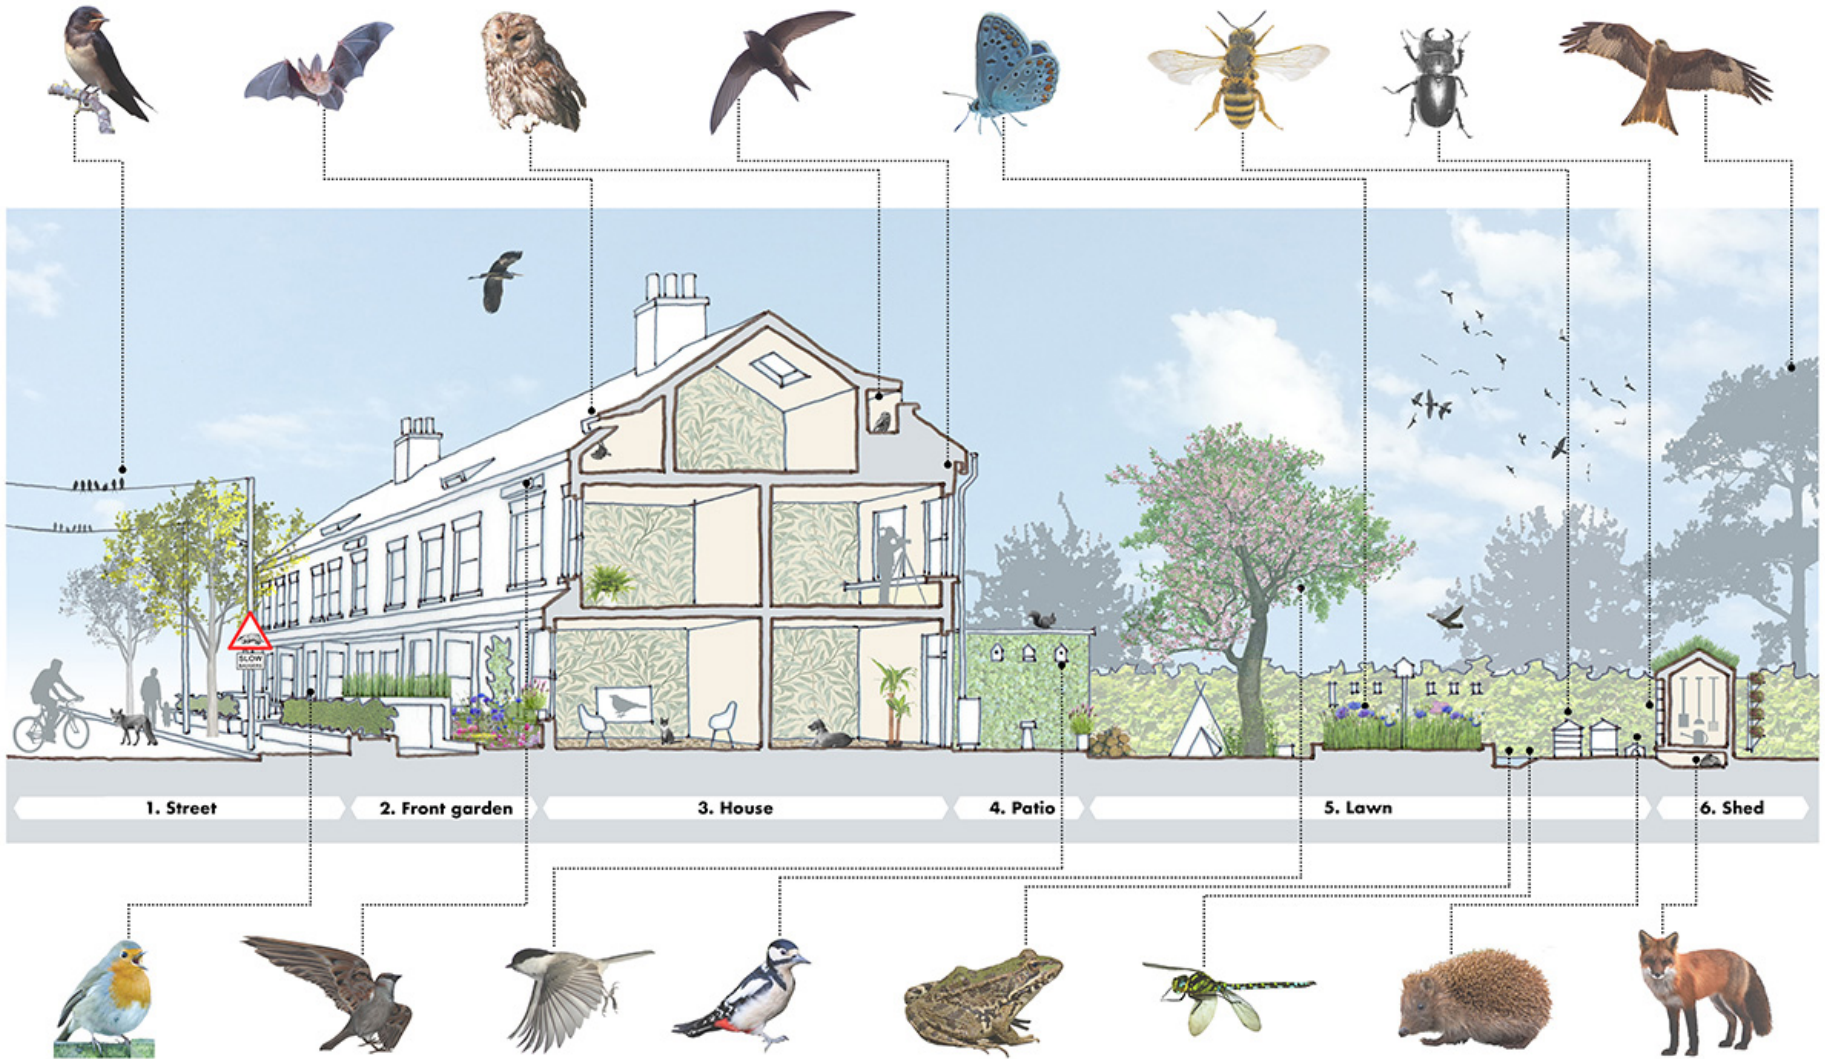 SLOW
1. Street
2. Front garden
3. House
4. Patio
5. Lawn
6. Shed